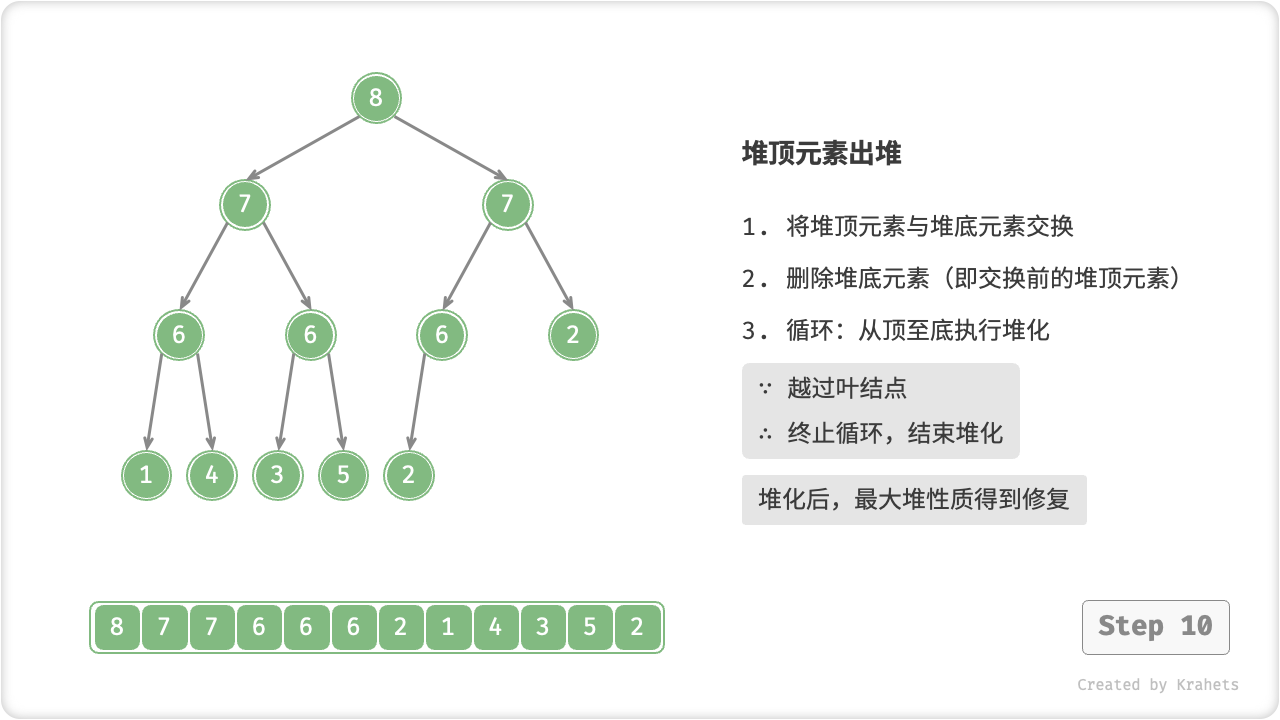 8
7 7
6 6 6 2
1 4 3 5 2
8 7 7 6 6 6 2 1 4 3 5 2
堆顶元素出堆
1. 将堆顶元素与堆底元素交换
2. 删除堆底元素（即交换前的堆顶元素）
3. 循环：从顶至底执行堆化
∵ 越过叶结点
∴ 终止循环，结束堆化
堆化后，最大堆性质得到修复
Step 10
Created by Krahets